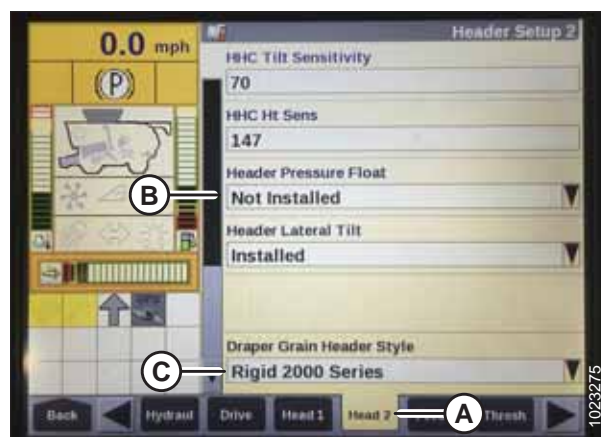 0.0 mph
Header Setup 2
(P)
HHC Tilt Sensitivity
70
HHC Ht Sens
147
Header Pressure Float
B
Not Installed
Header Lateral Tilt
Installed
Draper Grain Header Style
C
Rigid 2000 Series
Back
Hydraul
Drive
Head 1
Head 2
A
Thresh
1023275